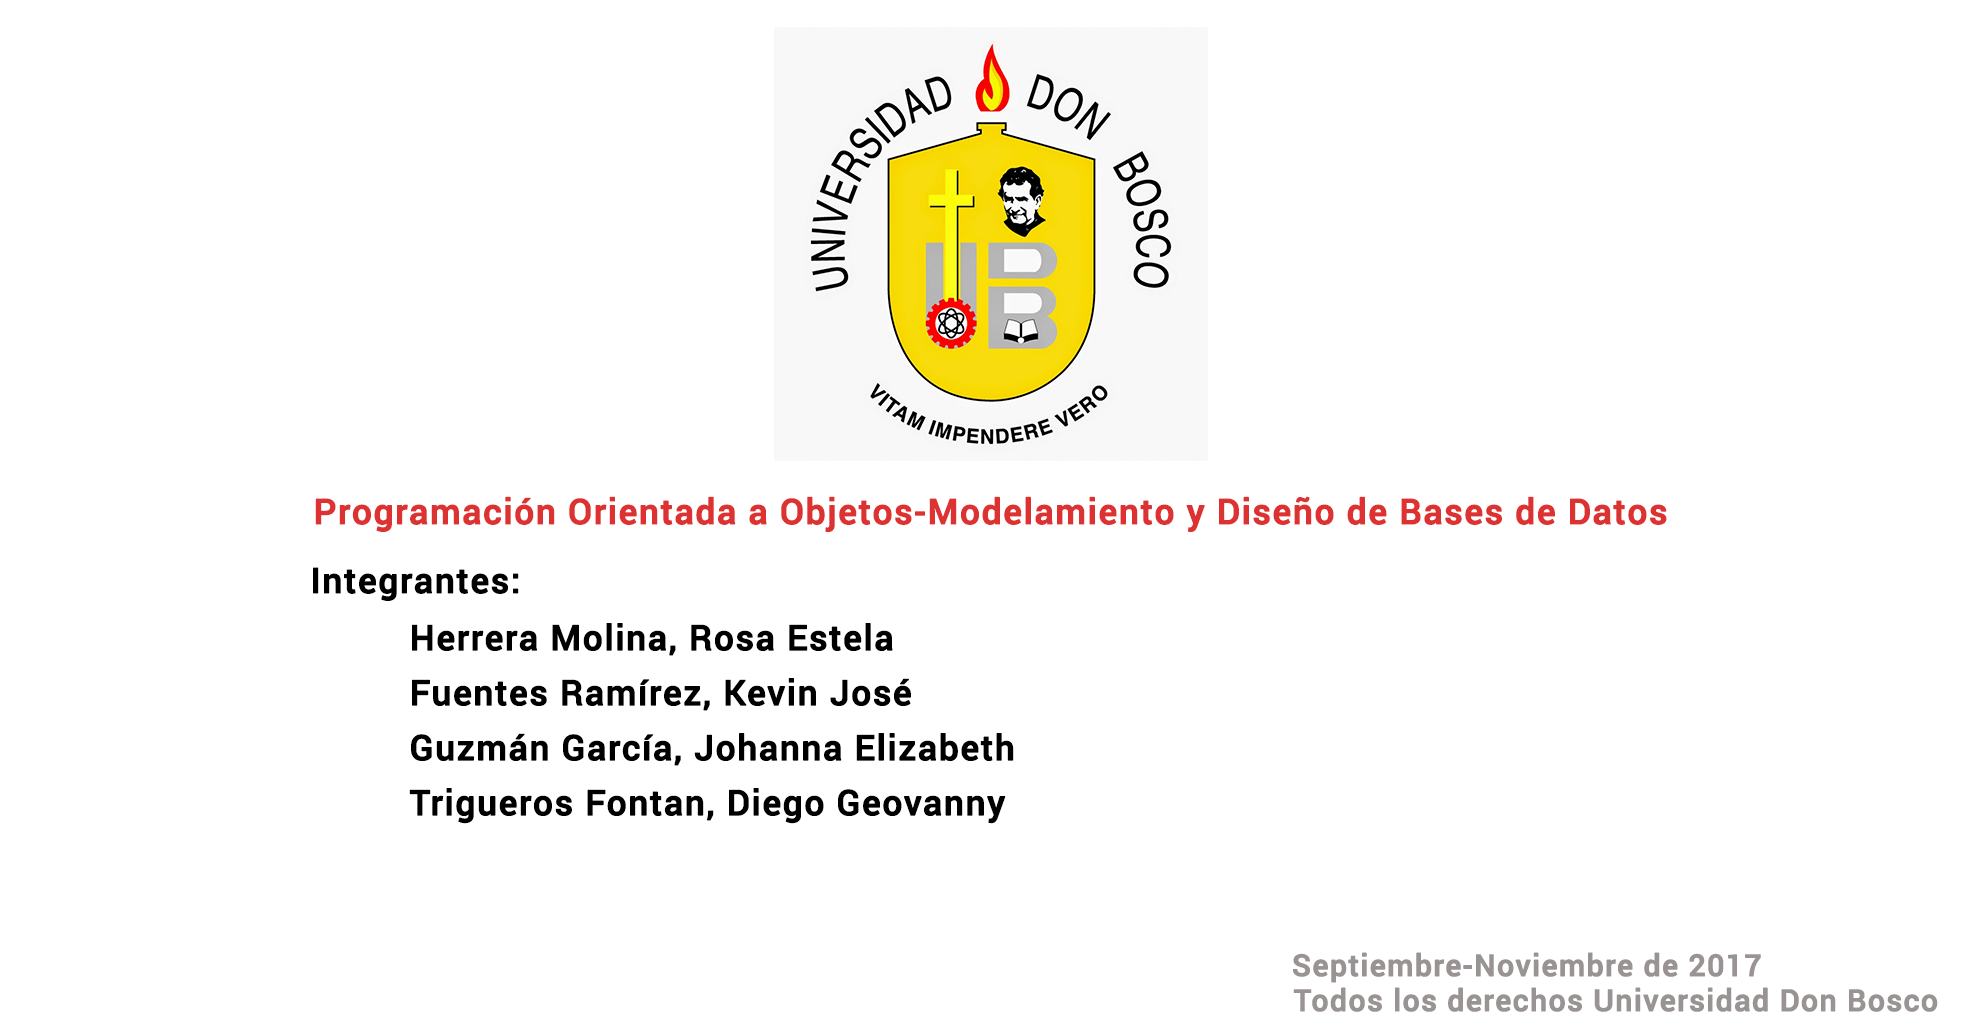 UNIVERSIDAD DON BOSCO
UDB
VITAM IMPENDERE VERO
Programación Orientada a Objetos-Modelamiento y Diseño de Bases de Datos
Integrantes:
Herrera Molina, Rosa Estela
Fuentes Ramírez, Kevin José
Guzmán García, Johanna Elizabeth
Trigueros Fontan, Diego Geovanny
Septiembre-Noviembre de 2017
Todos los derechos Universidad Don Bosco